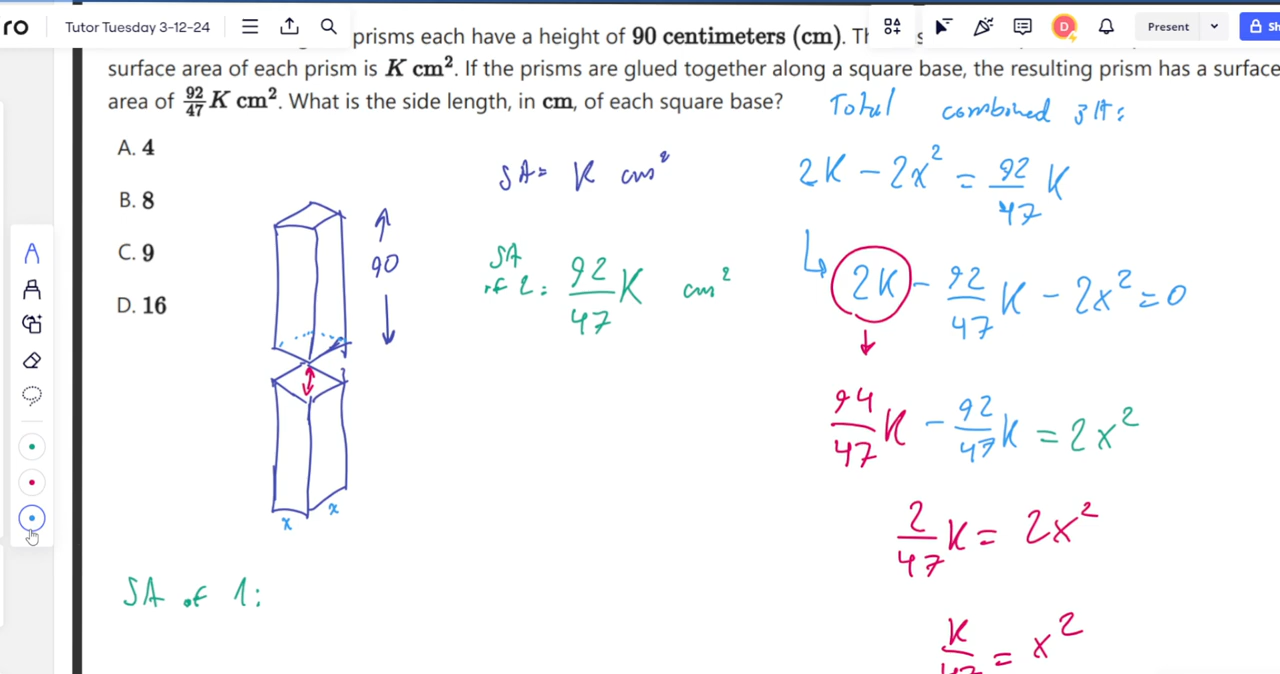 ro Tutor Tuesday 3-12-24 Present
prisms each have a height of 90 centimeters (cm).
surface area of each prism is K cm². If the prisms are glued together along a square base, the resulting prism has a surface
area of 92/47 K cm². What is the side length, in cm, of each square base?
Total combined SA:
A. 4
B. 8
C. 9
D. 16
SA = K cm²
90
SA of 2: 92/47 K cm²
x x
SA of 1:
2K - 2x² = 92/47 K
2K - 92/47 K - 2x² = 0
94/47 K - 92/47 K = 2x²
2/47 K = 2x²
K/47 = x²
A
D